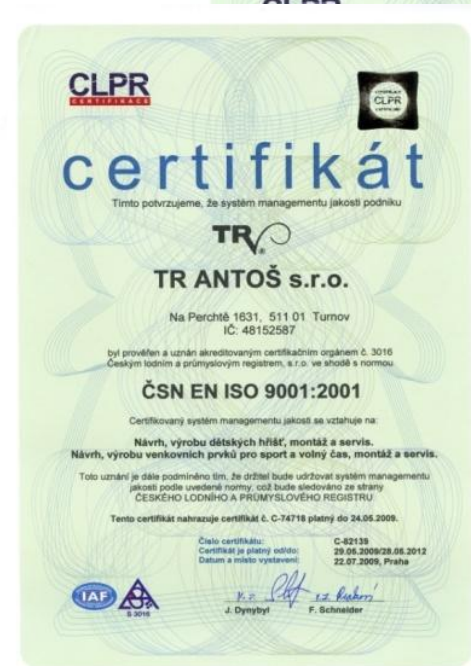 CLPR
CLPR
CERTIFIKACE
CLPR
certifikát
Tímto potvrzujeme, že systém managementu jakosti podniku
TR
TR ANTOŠ s.r.o.
Na Perchtě 1631, 511 01 Turnov
IČ: 48152587
byl prověřen a uznán akreditovaným certifikačním orgánem č. 3016
Českým lodním a průmyslovým registrem, s.r.o. ve shodě s normou
ČSN EN ISO 9001:2001
Certifikovaný systém managementu jakosti se vztahuje na:
Návrh, výrobu dětských hřišť, montáž a servis.
Návrh, výrobu venkovních prvků pro sport a volný čas, montáž a servis.
Toto uznání je dále podmíněno tím, že držitel bude udržovat systém managementu
jakosti podle uvedené normy, což bude sledováno ze strany
ČESKÉHO LODNÍHO A PRŮMYSLOVÉHO REGISTRU
Tento certifikát nahrazuje certifikát č. C-74718 platný do 24.05.2009.
Číslo certifikátu: C-82139
Certifikát je platný od/do: 29.06.2009/28.06.2012
Datum a místo vystavení: 22.07.2009, Praha
IAF
S 3016
J. Dynybyl F. Schneider